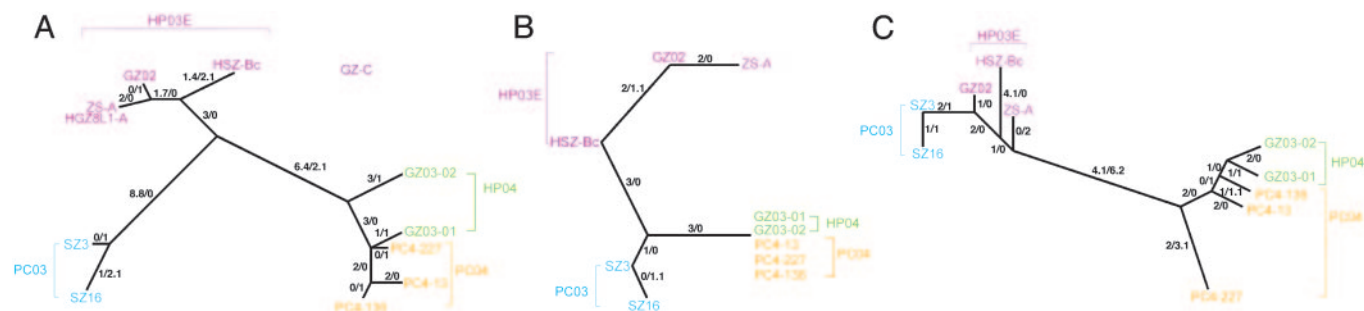 A
HP03E
1.4/2.1
HSZ-Bc
GZ-C
GZ02
0/1
1.7/0
2/0
ZS-A
HGZ8L1-A
3/0
6.4/2.1
8.8/0
3/1
GZ03-02
HP04
3/0
1/1
GZ03-01
0/1
PC4-227
SZ3
0/1
PC03
1/2.1
SZ16
2/0
2/0
PC4-13
PC04
0/1
PC4-136
B
GZ02
2/0
ZS-A
HP03E
2/1.1
HSZ-Bc
3/0
GZ03-01
GZ03-02
HP04
3/0
1/0
PC4-13
PC4-227
PC4-136
PC04
SZ3
PC03
0/1.1
SZ16
C
HP03E
HSZ-Bc
4.1/0
GZ02
1/0
ZS-A
SZ3
2/1
PC03
1/1
SZ16
2/0
0/2
1/0
4.1/6.2
GZ03-02
2/0
HP04
1/0
1/1
GZ03-01
0/1
1/1.1
PC4-136
2/0
2/0
PC4-13
PC04
2/3.1
PC4-227